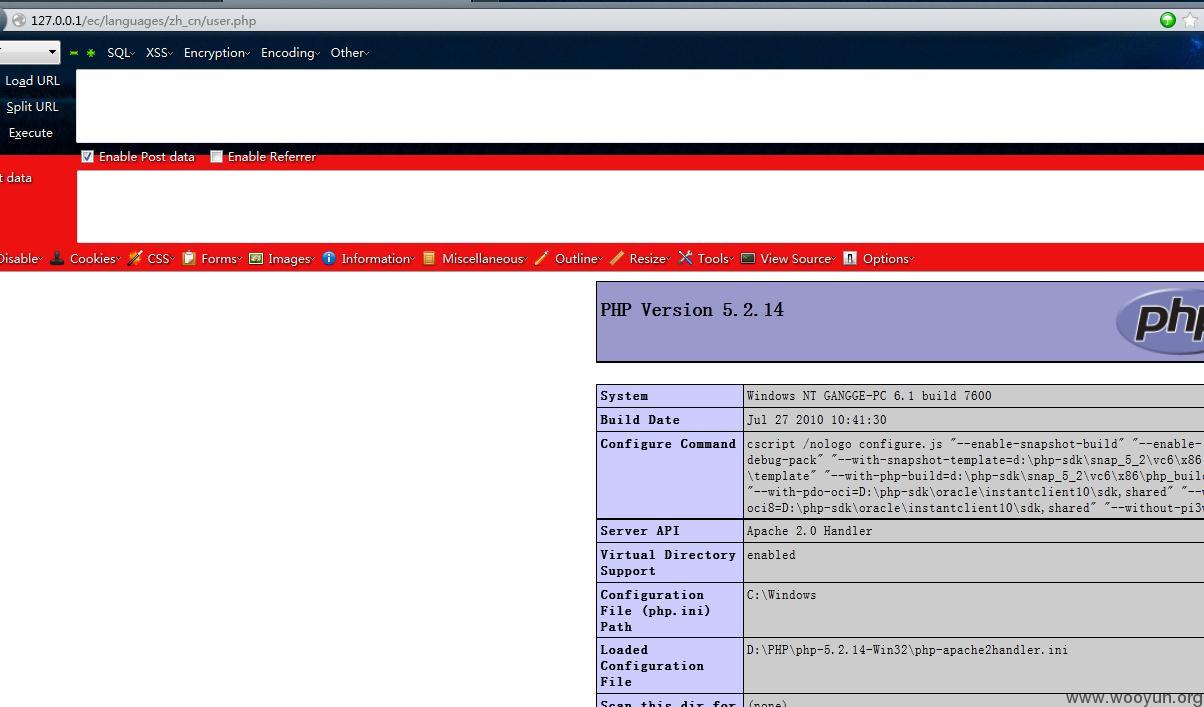 127.0.0.1/ec/languages/zh_cn/user.php
SQL XSS Encryption Encoding Other
Load URL
Split URL
Execute
Enable Post data Enable Referrer
t data
Disable Cookies CSS Forms Images Information Miscellaneous Outline Resize Tools View Source Options
PHP Version 5.2.14
php
System Windows NT GANGGE-PC 6.1 build 7600
Build Date Jul 27 2010 10:41:30
Configure Command cscript /nologo configure.js "--enable-snapshot-build" "--enable-
debug-pack" "--with-snapshot-template=d:\php-sdk\snap_5_2\vc6\x86
\template" "--with-php-build=d:\php-sdk\snap_5_2\vc6\x86\php_buil
"--with-pdo-oci=D:\php-sdk\oracle\instantclient10\sdk,shared" "--w
oci8=D:\php-sdk\oracle\instantclient10\sdk,shared" "--without-pi3w
Server API Apache 2.0 Handler
Virtual Directory enabled
Support
Configuration C:\Windows
File (php.ini)
Path
Loaded D:\PHP\php-5.2.14-Win32\php-apache2handler.ini
Configuration
File
Scan this dir for (none)
www.wooyun.org